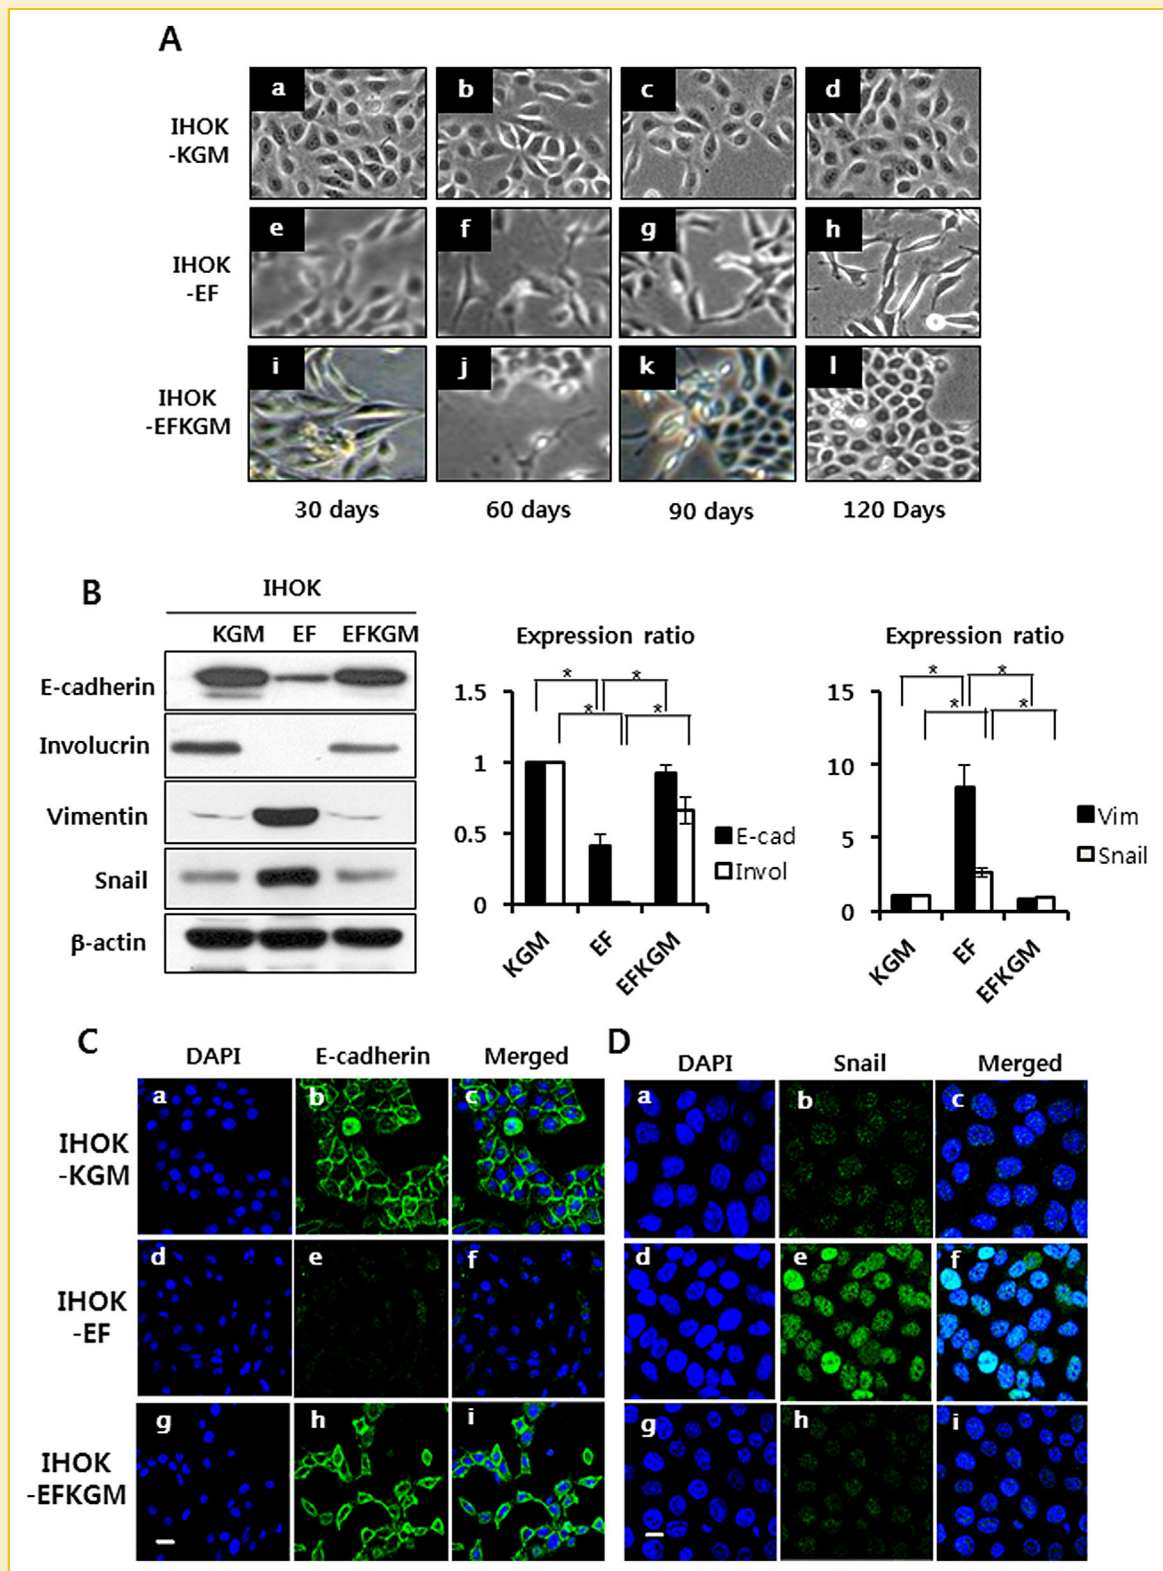 A
IHOK
-KGM
a
b
c
d
IHOK
-EF
e
f
g
h
IHOK
-EFKGM
i
j
k
l
30 days
60 days
90 days
120 Days
B
IHOK
KGM EF EFKGM
E-cadherin
Involucrin
Vimentin
Snail
β-actin
Expression ratio
* *
* *
1.5
1
0.5
0
KGM
EF
EFKGM
E-cad
Invol
Expression ratio
* *
* *
15
10
5
0
KGM
EF
EFKGM
Vim
Snail
C
DAPI E-cadherin Merged
IHOK
-KGM
a
b
c
IHOK
-EF
d
e
f
IHOK
-EFKGM
g
h
i
D
DAPI Snail Merged
a
b
c
d
e
f
g
h
i